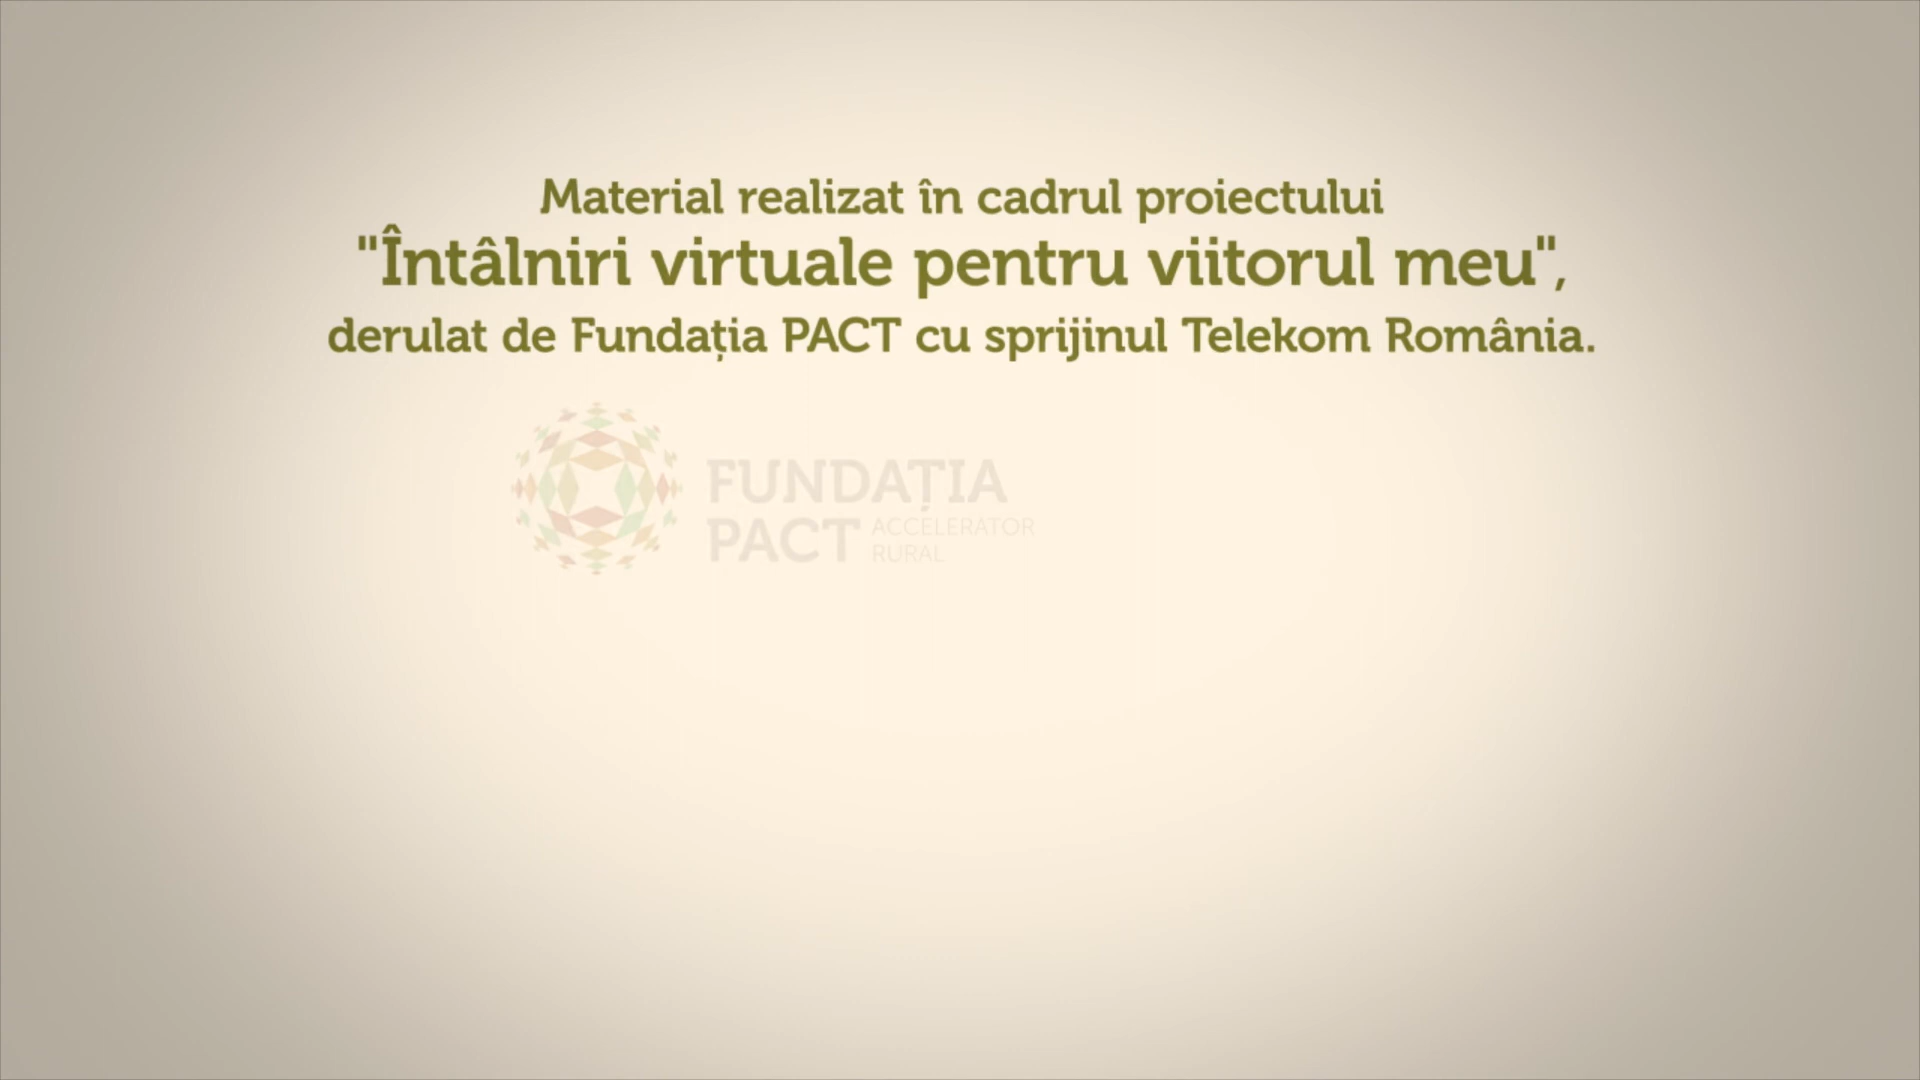 Material realizat în cadrul proiectului
"Întâlniri virtuale pentru viitorul meu",
derulat de Fundația PACT cu sprijinul Telekom România.
FUNDAȚIA
PACT ACCELERATOR
RURAL